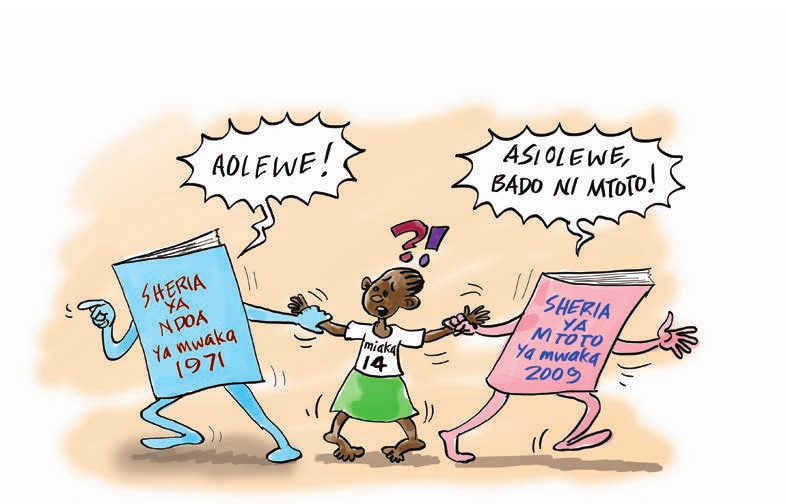 AOLEWE!
ASIOLEWE,
BADO NI MTOTO!
?!
SHERIA
YA
NDOA
Ya mwaka
1971
miaka
14
SHERIA
YA
MTOTO
Ya mwaka
2009